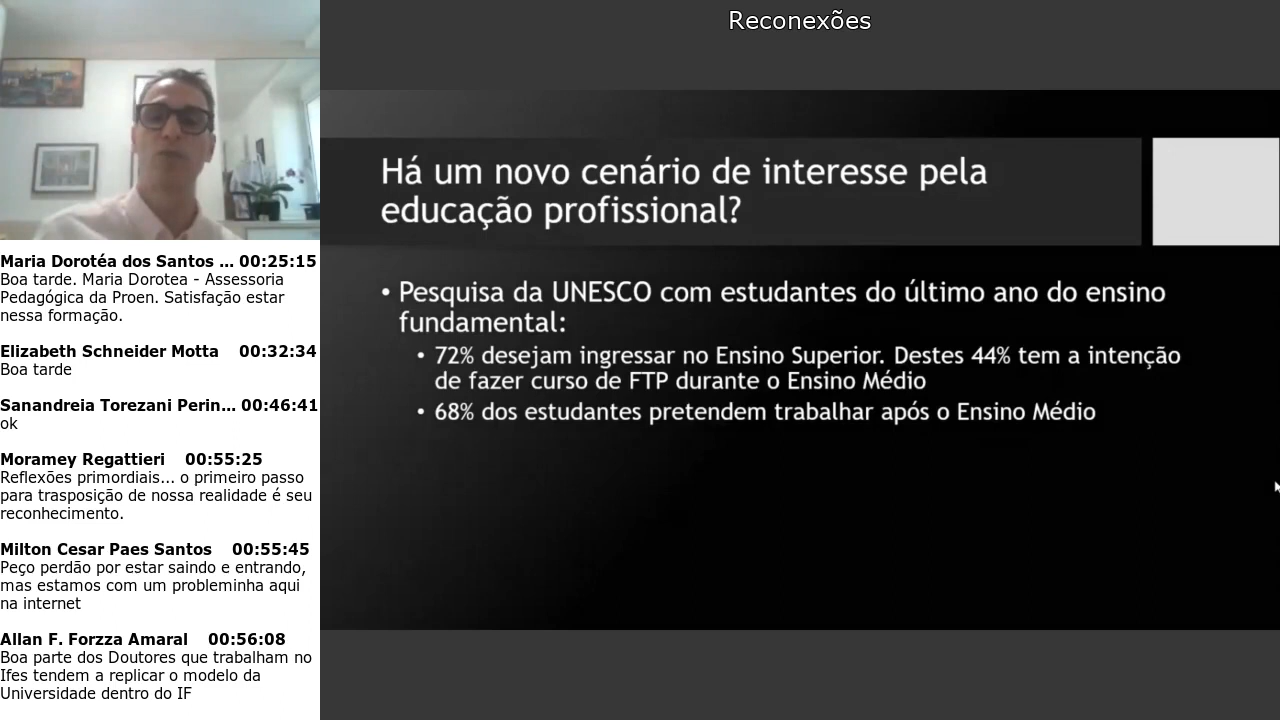 Reconexões
Há um novo cenário de interesse pela
educação profissional?
• Pesquisa da UNESCO com estudantes do último ano do ensino
fundamental:
• 72% desejam ingressar no Ensino Superior. Destes 44% tem a intenção
de fazer curso de FTP durante o Ensino Médio
• 68% dos estudantes pretendem trabalhar após o Ensino Médio
Maria Dorotéa dos Santos ... 00:25:15
Boa tarde. Maria Dorotea - Assessoria
Pedagógica da Proen. Satisfação estar
nessa formação.
Elizabeth Schneider Motta 00:32:34
Boa tarde
Sanandreia Torezani Perin... 00:46:41
ok
Moramey Regattieri 00:55:25
Reflexões primordiais... o primeiro passo
para trasposição de nossa realidade é seu
reconhecimento.
Milton Cesar Paes Santos 00:55:45
Peço perdão por estar saindo e entrando,
mas estamos com um probleminha aqui
na internet
Allan F. Forzza Amaral 00:56:08
Boa parte dos Doutores que trabalham no
Ifes tendem a replicar o modelo da
Universidade dentro do IF